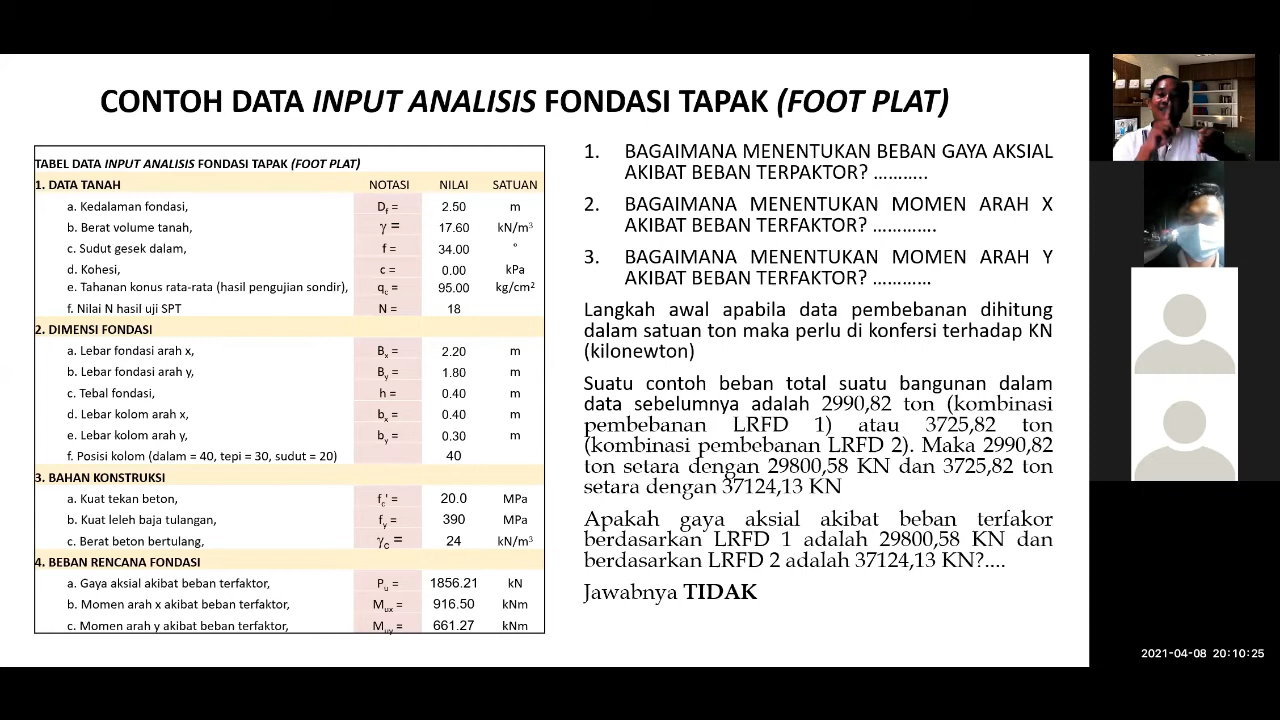 CONTOH DATA INPUT ANALISIS FONDASI TAPAK (FOOT PLAT)
TABEL DATA INPUT ANALISIS FONDASI TAPAK (FOOT PLAT)
1. DATA TANAH NOTASI NILAI SATUAN
a. Kedalaman fondasi, Df = 2.50 m
b. Berat volume tanah, γ = 17.60 kN/m³
c. Sudut gesek dalam, f = 34.00 °
d. Kohesi, c = 0.00 kPa
e. Tahanan konus rata-rata (hasil pengujian sondir), qc = 95.00 kg/cm²
f. Nilai N hasil uji SPT N = 18
2. DIMENSI FONDASI
a. Lebar fondasi arah x, Bx = 2.20 m
b. Lebar fondasi arah y, By = 1.80 m
c. Tebal fondasi, h = 0.40 m
d. Lebar kolom arah x, bx = 0.40 m
e. Lebar kolom arah y, by = 0.30 m
f. Posisi kolom (dalam = 40, tepi = 30, sudut = 20) 40
3. BAHAN KONSTRUKSI
a. Kuat tekan beton, fc' = 20.0 MPa
b. Kuat leleh baja tulangan, fy = 390 MPa
c. Berat beton bertulang, γc = 24 kN/m³
4. BEBAN RENCANA FONDASI
a. Gaya aksial akibat beban terfaktor, Pu = 1856.21 kN
b. Momen arah x akibat beban terfaktor, Mux = 916.50 kNm
c. Momen arah y akibat beban terfaktor, Muy = 661.27 kNm
1. BAGAIMANA MENENTUKAN BEBAN GAYA AKSIAL
AKIBAT BEBAN TERPAKTOR? ………..
2. BAGAIMANA MENENTUKAN MOMEN ARAH X
AKIBAT BEBAN TERFAKTOR? ………….
3. BAGAIMANA MENENTUKAN MOMEN ARAH Y
AKIBAT BEBAN TERFAKTOR? …………
Langkah awal apabila data pembebanan dihitung
dalam satuan ton maka perlu di konfersi terhadap KN
(kilonewton)
Suatu contoh beban total suatu bangunan dalam
data sebelumnya adalah 2990,82 ton (kombinasi
pembebanan LRFD 1) atau 3725,82 ton
(kombinasi pembebanan LRFD 2). Maka 2990,82
ton setara dengan 29800,58 KN dan 3725,82 ton
setara dengan 37124,13 KN
Apakah gaya aksial akibat beban terfakor
berdasarkan LRFD 1 adalah 29800,58 KN dan
berdasarkan LRFD 2 adalah 37124,13 KN?....
Jawabnya TIDAK
2021-04-08 20:10:25